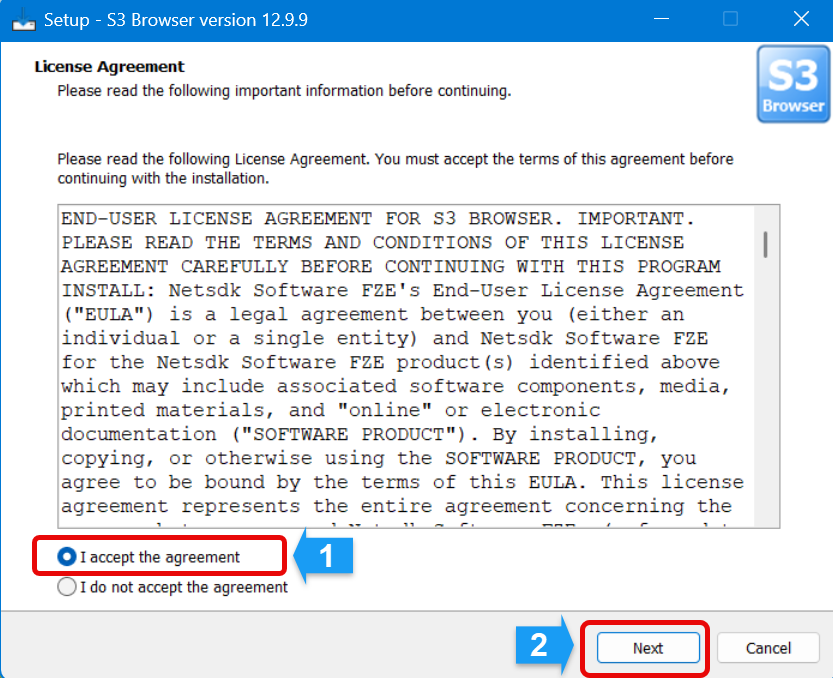 Setup - S3 Browser version 12.9.9
License Agreement
Please read the following important information before continuing.
S3
Browser
Please read the following License Agreement. You must accept the terms of this agreement before
continuing with the installation.
END-USER LICENSE AGREEMENT FOR S3 BROWSER. IMPORTANT.
PLEASE READ THE TERMS AND CONDITIONS OF THIS LICENSE
AGREEMENT CAREFULLY BEFORE CONTINUING WITH THIS PROGRAM
INSTALL: Netsdk Software FZE's End-User License Agreement
("EULA") is a legal agreement between you (either an
individual or a single entity) and Netsdk Software FZE
for the Netsdk Software FZE product(s) identified above
which may include associated software components, media,
printed materials, and "online" or electronic
documentation ("SOFTWARE PRODUCT"). By installing,
copying, or otherwise using the SOFTWARE PRODUCT, you
agree to be bound by the terms of this EULA. This license
agreement represents the entire agreement concerning the
I accept the agreement
1
I do not accept the agreement
2
Next
Cancel